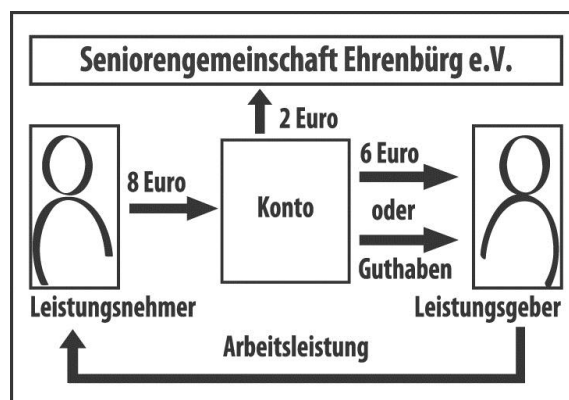 Seniorengemeinschaft Ehrenbürg e.V.
2 Euro
8 Euro
Konto
6 Euro
oder
Guthaben
Leistungsnehmer
Leistungsgeber
Arbeitsleistung